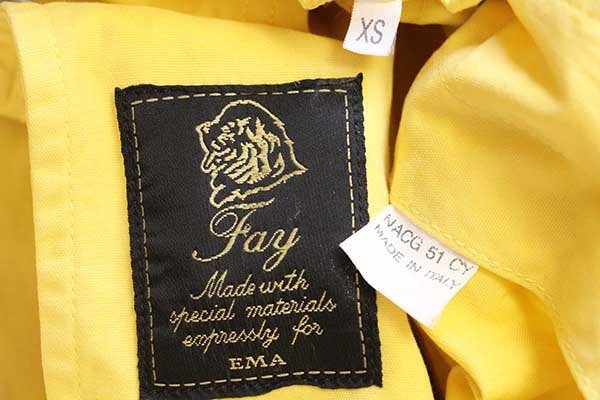 XS
Fay
Made with
special materials
expressly for
EMA
NACG 51 CY
MADE IN ITALY